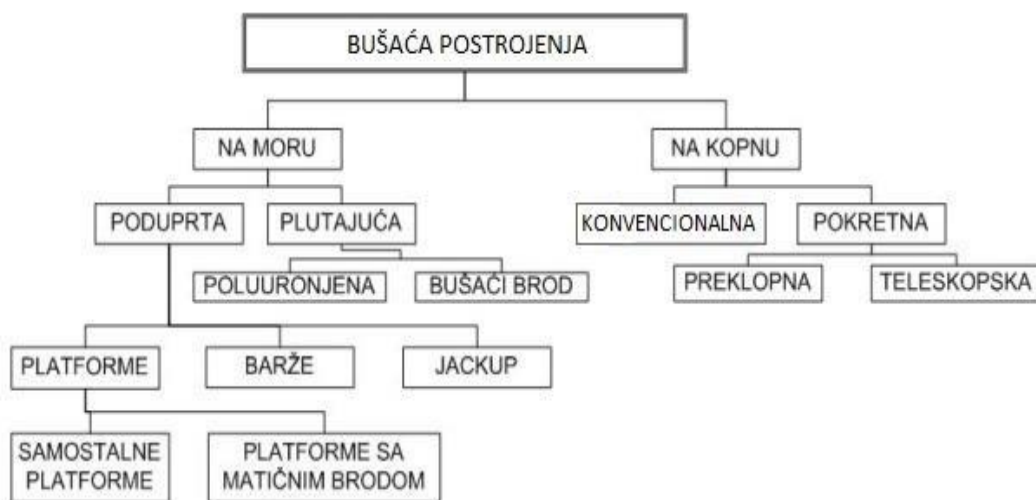 BUŠAĆA POSTROJENJA
NA MORU
NA KOPNU
PODUPRTA
PLUTAJUĆA
KONVENCIONALNA
POKRETNA
POLUURONJENA
BUŠAĆI BROD
PREKLOPNA
TELESKOPSKA
PLATFORME
BARŽE
JACKUP
SAMOSTALNE
PLATFORME
PLATFORME SA
MATIČNIM BRODOM